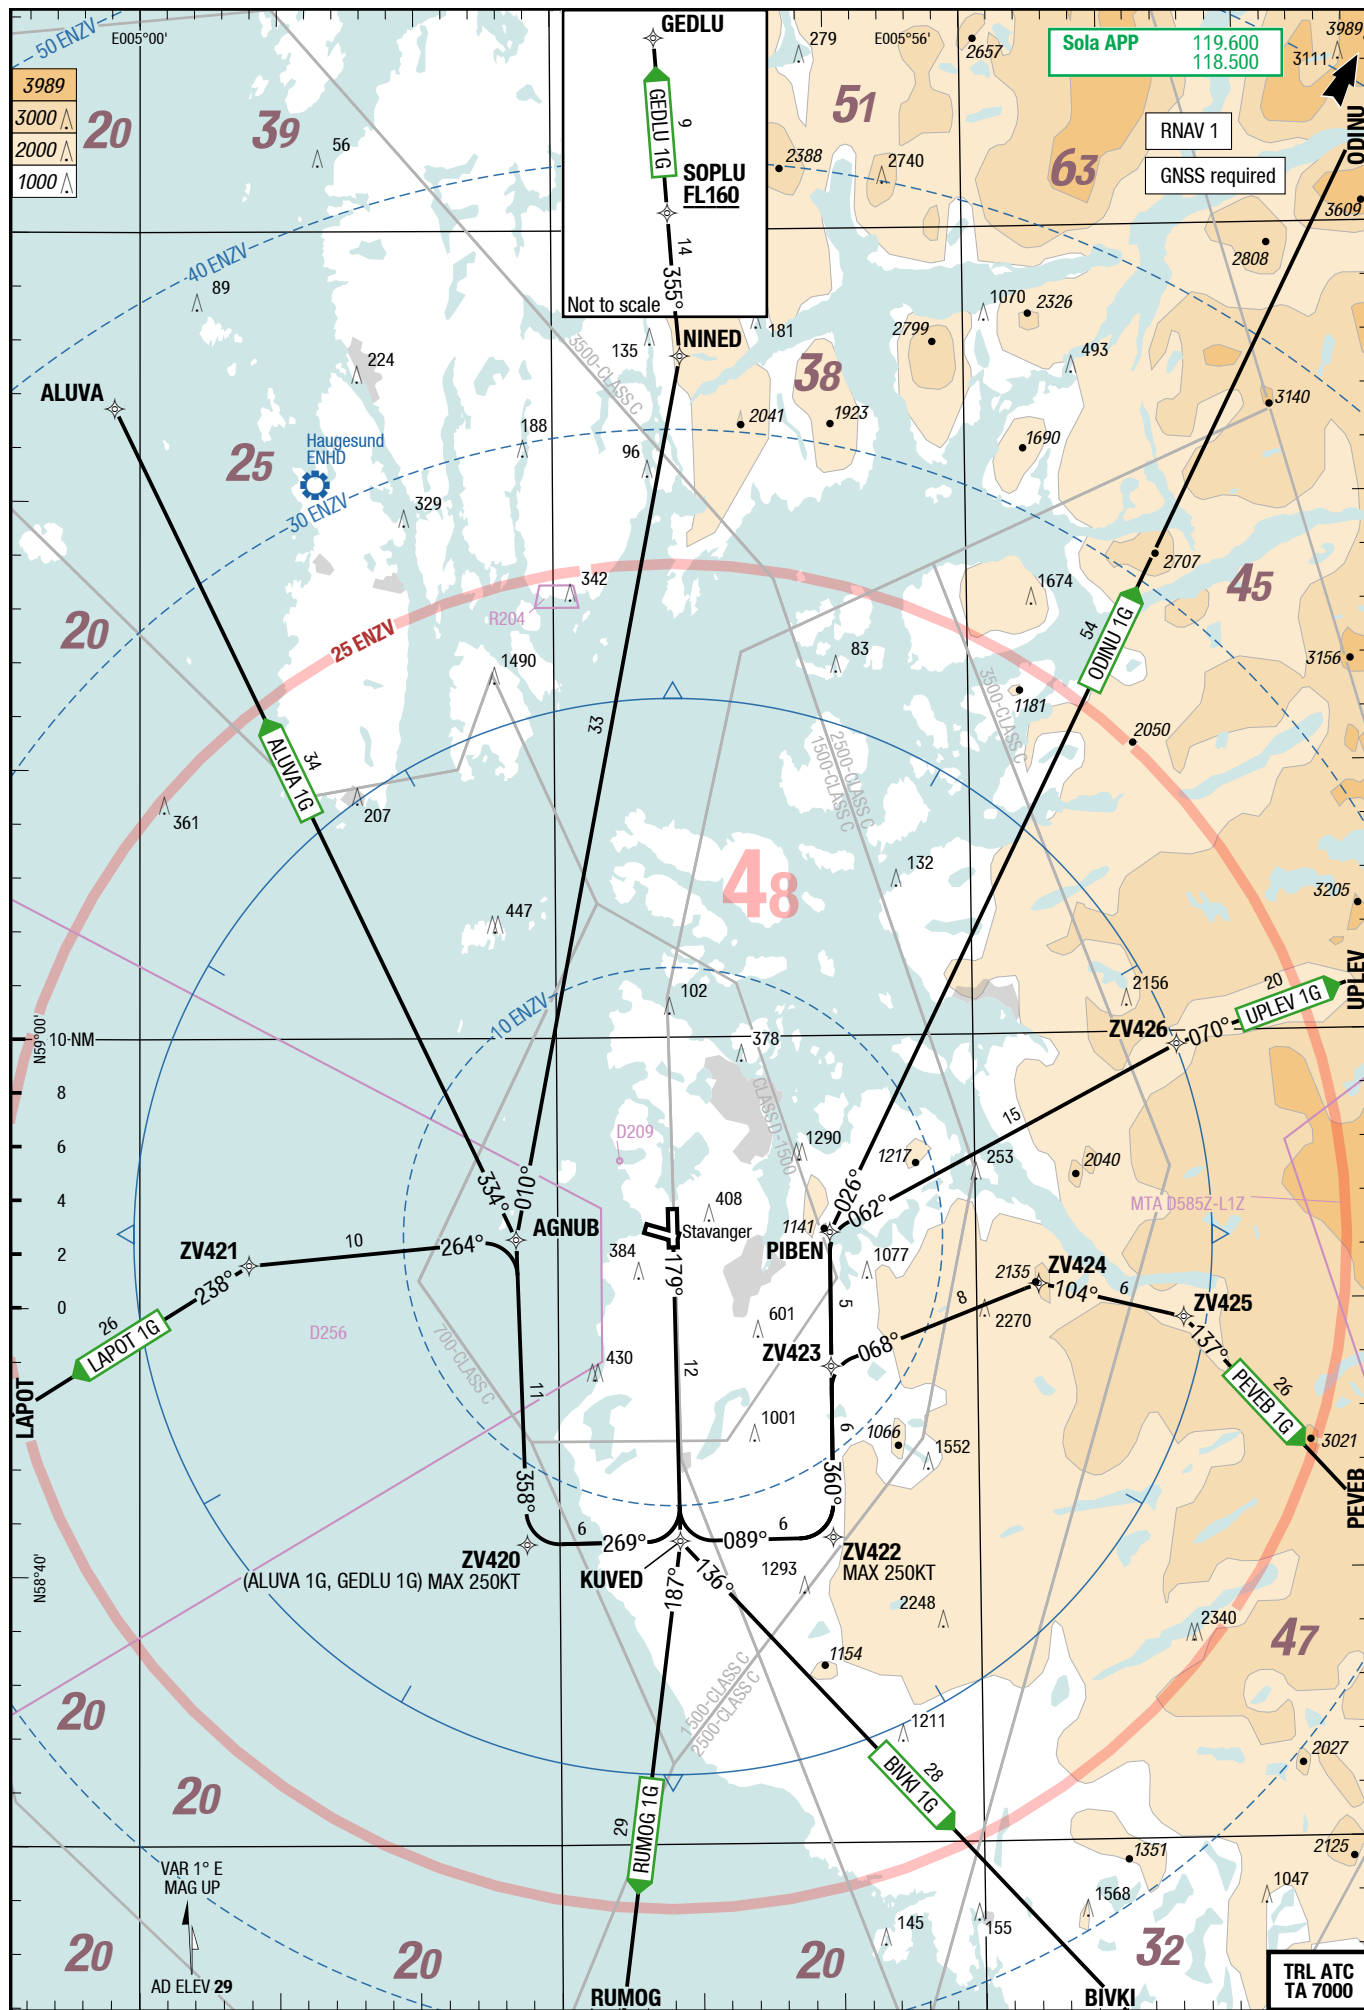 50 ENZV
E005°00'
GEDLU
279
E005°56'
2657
Sola APP 119.600
118.500
3989
3111
3989
3000
2000
1000
20
39
56
GEDLU 1G
9
SOPLU
FL160
51
2388
2740
RNAV 1
GNSS required
63
ODINU
3609
2808
40 ENZV
89
14
355°
Not to scale
3500-CLASS C
135
NINED
181
2799
1070
2326
493
224
38
3140
ALUVA
Haugesund
ENHD
25
188
96
2041
1923
1690
30 ENZV
329
2707
342
R204
1674
45
20
25 ENZV
1490
83
54
ODINU 1G
3156
1181
3500-CLASS C
2050
33
34
ALUVA 1G
2500-CLASS C
1500-CLASS C
361
207
48
132
447
3205
10 ENZV
102
2156
20
UPLEV 1G
UPLEV
N59°00'
10-NM
8
6
4
2
0
378
ZV426
070°
CLASS D-1500
15
D209
1290
1217
253
2040
334°
010°
026°
062°
MTA D585Z-L1Z
408
1141
AGNUB
Stavanger
PIBEN
ZV421
10
264°
384
179°
1077
2135
ZV424
104°
6
238°
26
LAPOT 1G
D256
700-CLASS C
601
5
8
2270
ZV425
137°
LAPOT
430
12
ZV423
068°
26
PEVEB 1G
11
1001
6
1066
1552
3021
358°
360°
PEVEB
6
269°
089°
6
ZV420
(ALUVA 1G, GEDLU 1G) MAX 250KT
KUVED
ZV422
MAX 250KT
N58°40'
187°
136°
1293
2248
2340
47
1154
20
1500-CLASS C
2500-CLASS C
1211
2027
20
28
BIVKI 1G
29
RUMOG 1G
VAR 1° E
MAG UP
1351
2125
1568
1047
145
155
20
20
20
32
AD ELEV 29
RUMOG
BIVKI
TRL ATC
TA 7000